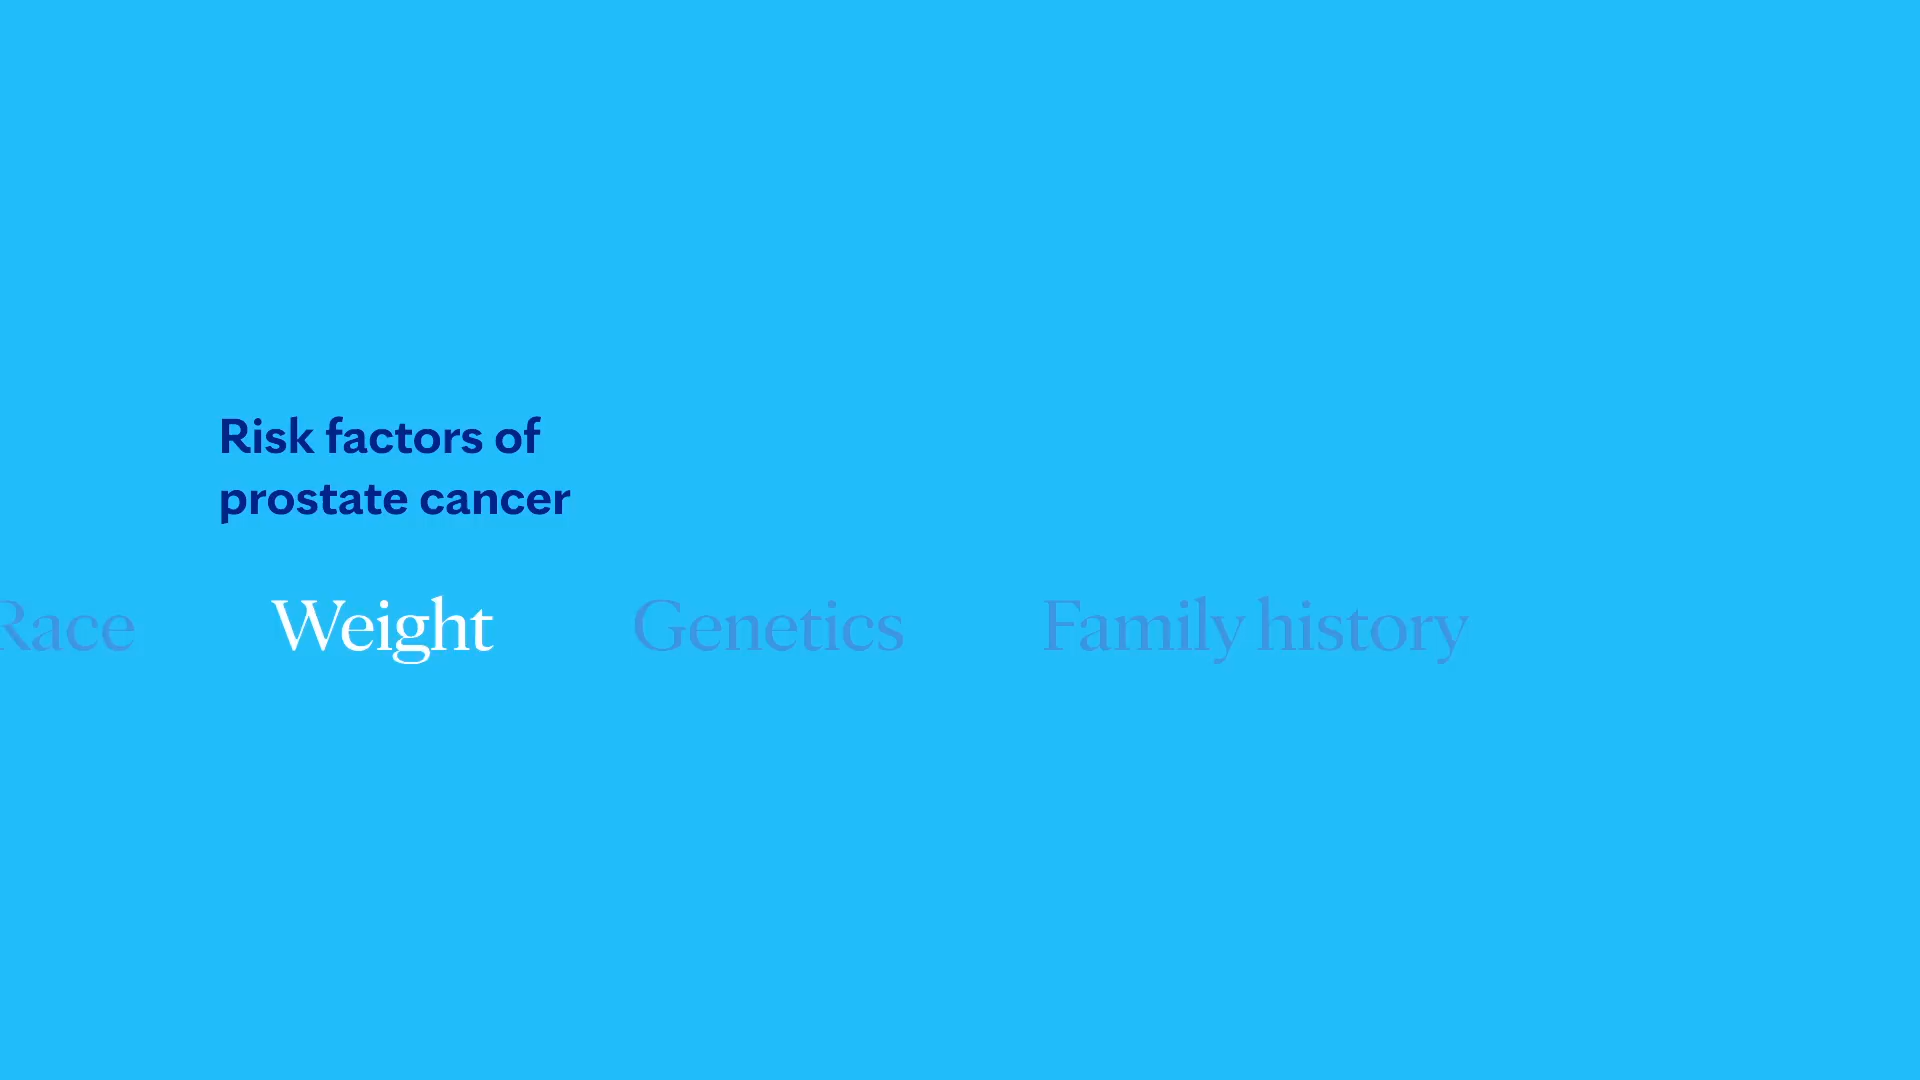 Risk factors of
prostate cancer
Race Weight Genetics Family history